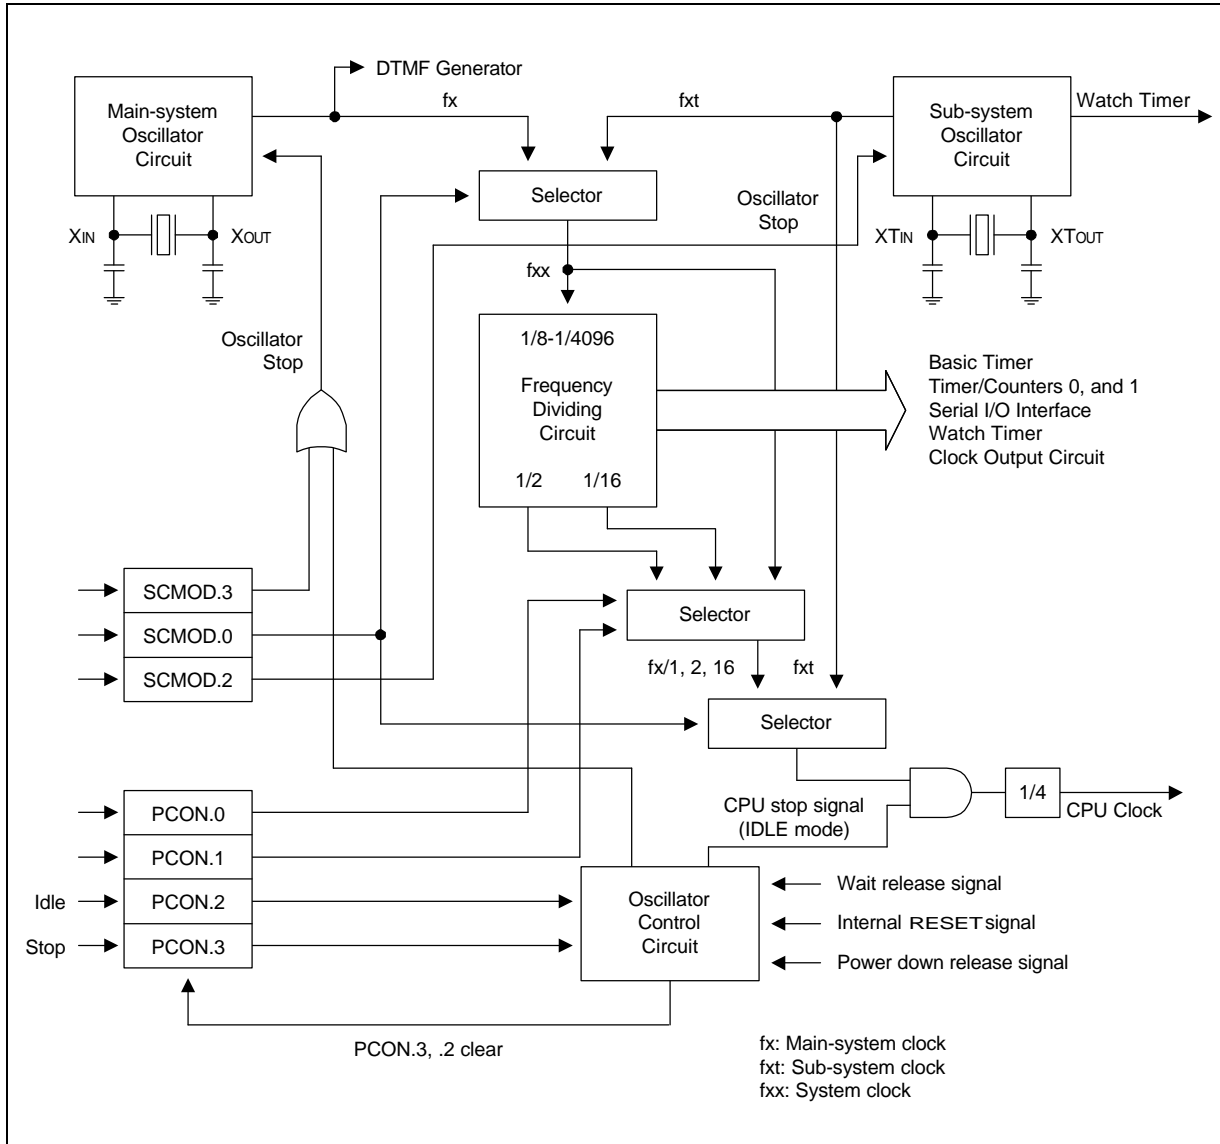 DTMF Generator
Main-system
Oscillator
Circuit
fx
fxt
Sub-system
Oscillator
Circuit
Watch Timer
Selector
Oscillator
Stop
XIN
XOUT
XTIN
XTOUT
fxx
Oscillator
Stop
1/8-1/4096
Frequency
Dividing
Circuit
1/2 1/16
Basic Timer
Timer/Counters 0, and 1
Serial I/O Interface
Watch Timer
Clock Output Circuit
SCMOD.3
SCMOD.0
SCMOD.2
Selector
fx/1, 2, 16
fxt
Selector
PCON.0
PCON.1
PCON.2
PCON.3
Idle
Stop
CPU stop signal
(IDLE mode)
1/4
CPU Clock
Oscillator
Control
Circuit
Wait release signal
Internal RESET signal
Power down release signal
PCON.3, .2 clear
fx: Main-system clock
fxt: Sub-system clock
fxx: System clock